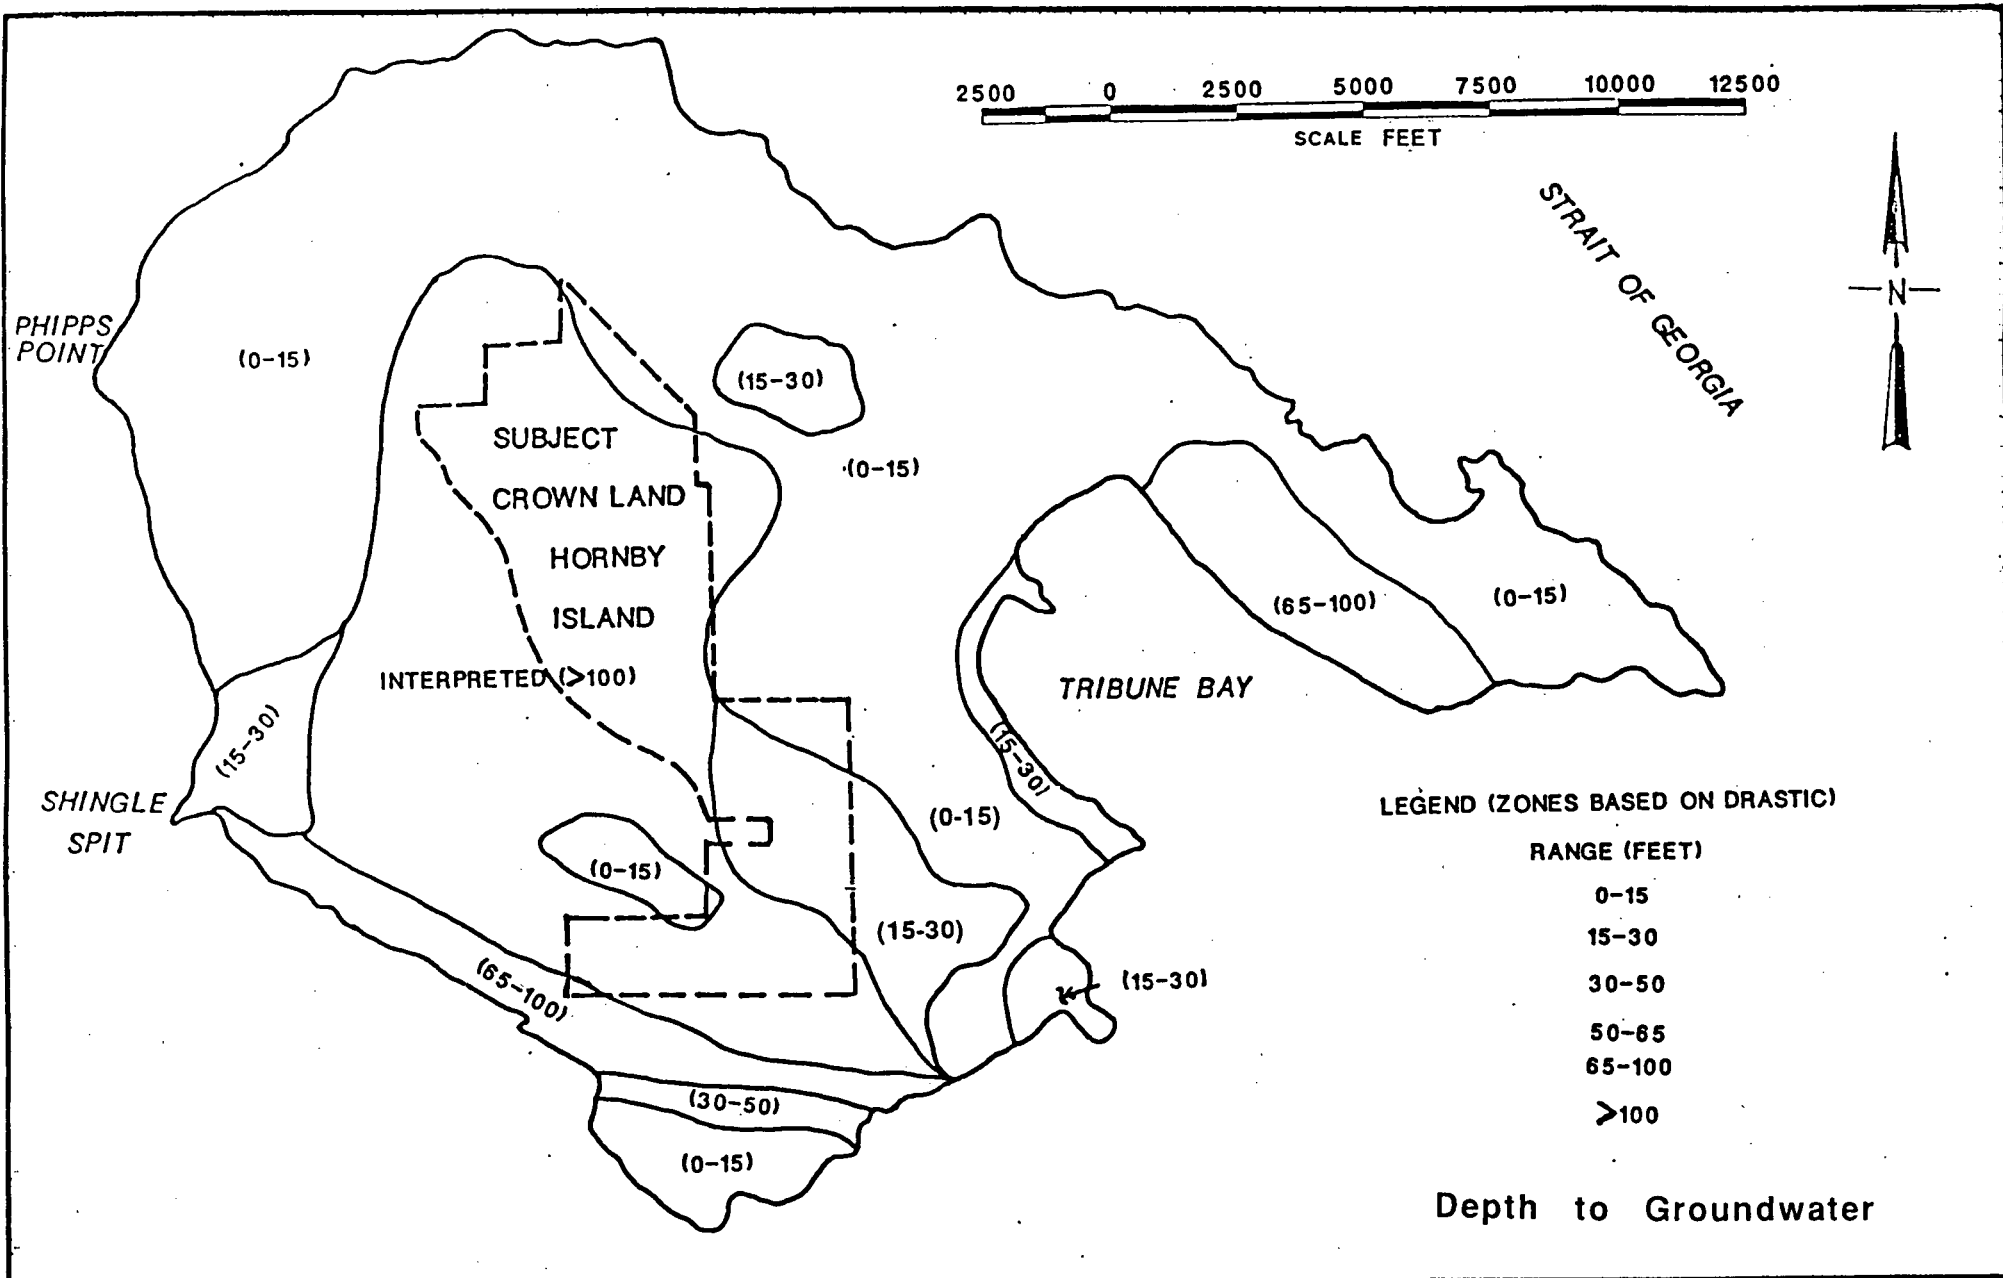 2500 0 2500 5000 7500 10000 12500
SCALE FEET
STRAIT OF GEORGIA
N
PHIPPS
POINT
(0-15)
(15-30)
(0-15)
SUBJECT
CROWN LAND
HORNBY
ISLAND
INTERPRETED (>100)
(65-100)
(0-15)
TRIBUNE BAY
(15-30)
(15-30)
SHINGLE
SPIT
(0-15)
(0-15)
(15-30)
(65-100)
(15-30)
(30-50)
(0-15)
LEGEND (ZONES BASED ON DRASTIC)
RANGE (FEET)
0-15
15-30
30-50
50-65
65-100
>100
Depth to Groundwater